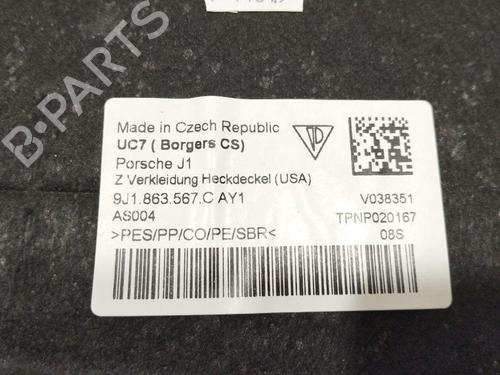 Made in Czech Republic
UC7 ( Borgers CS)
Porsche J1
Z Verkleidung Heckdeckel (USA)
9J1.863.567.C AY1
V038351
AS004
TPNP020167
>PES/PP/CO/PE/SBR<
08S
B-PARTS